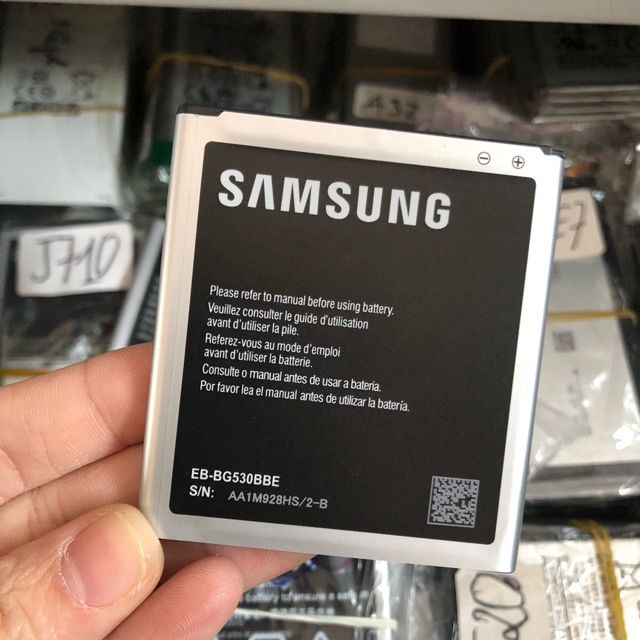 A32
J710
E7
SAMSUNG
Please refer to manual before using battery.
Veuillez consulter le guide d'utilisation
avant d'utiliser la pile.
Referez-vous au mode d'emploi
avant d'utiliser la batterie.
Consulte o manual antes de usar a bateria.
Por favor lea el manual antes de utilizar la batería.
EB-BG530BBE
S/N: AA1M928HS/2-B